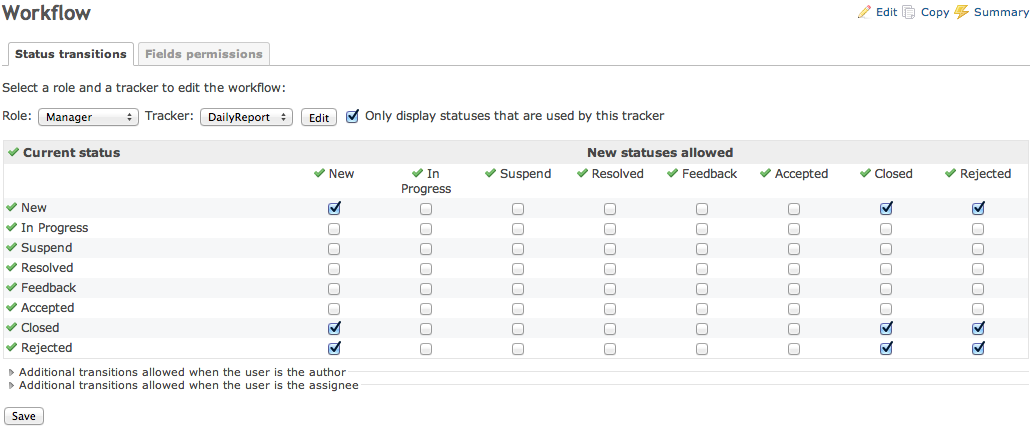 Workflow
Edit Copy Summary
Status transitions Fields permissions
Select a role and a tracker to edit the workflow:
Role: Manager Tracker: DailyReport Edit Only display statuses that are used by this tracker
Current status New statuses allowed
New In Progress Suspend Resolved Feedback Accepted Closed Rejected
New
In Progress
Suspend
Resolved
Feedback
Accepted
Closed
Rejected
Additional transitions allowed when the user is the author
Additional transitions allowed when the user is the assignee
Save